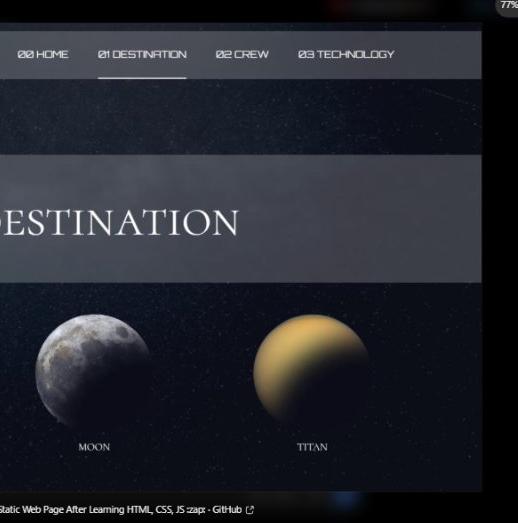 77%
00 HOME 01 DESTINATION 02 CREW 03 TECHNOLOGY
DESTINATION
MOON TITAN
Static Web Page After Learning HTML, CSS, JS :zap: - GitHub